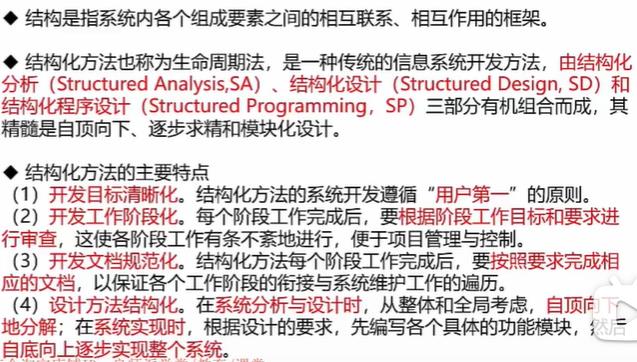 ◆ 结构是指系统内各个组成要素之间的相互联系、相互作用的框架。
◆ 结构化方法也称为生命周期法，是一种传统的信息系统开发方法，由结构化
分析（Structured Analysis,SA）、结构化设计（Structured Design, SD）和
结构化程序设计（Structured Programming，SP）三部分有机组合而成，其
精髓是自顶向下、逐步求精和模块化设计。
◆ 结构化方法的主要特点
（1）开发目标清晰化。结构化方法的系统开发遵循“用户第一”的原则。
（2）开发工作阶段化。每个阶段工作完成后，要根据阶段工作目标和要求进
行审查，这使各阶段工作有条不紊地进行，便于项目管理与控制。
（3）开发文档规范化。结构化方法每个阶段工作完成后，要按照要求完成相
应的文档，以保证各个工作阶段的衔接与系统维护工作的遍历。
（4）设计方法结构化。在系统分析与设计时，从整体和全局考虑，自顶向下
地分解；在系统实现时，根据设计的要求，先编写各个具体的功能模块，然后
自底向上逐步实现整个系统。